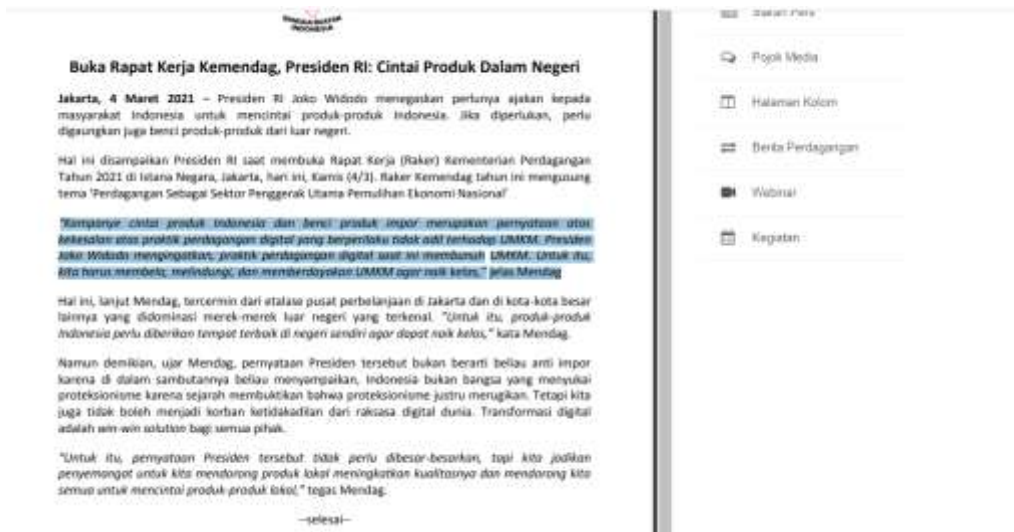 BANGGA BUATAN
INDONESIA
Buka Rapat Kerja Kemendag, Presiden RI: Cintai Produk Dalam Negeri
Jakarta, 4 Maret 2021 – Presiden RI Joko Widodo menegaskan perlunya ajakan kepada
masyarakat Indonesia untuk mencintai produk-produk Indonesia. Jika diperlukan, perlu
digaungkan juga benci produk-produk dari luar negeri.
Hal ini disampaikan Presiden RI saat membuka Rapat Kerja (Raker) Kementerian Perdagangan
Tahun 2021 di Istana Negara, Jakarta, hari ini, Kamis (4/3). Raker Kemendag tahun ini mengusung
tema 'Perdagangan Sebagai Sektor Penggerak Utama Pemulihan Ekonomi Nasional'
"Kampanye cintai produk Indonesia dan benci produk impor merupakan pernyataan atas
kekesalan atas praktik perdagangan digital yang berperilaku tidak adil terhadap UMKM. Presiden
Joko Widodo mengingatkan, praktik perdagangan digital saat ini membunuh UMKM. Untuk itu,
kita harus membela, melindungi, dan memberdayakan UMKM agar naik kelas," jelas Mendag
Hal ini, lanjut Mendag, tercermin dari etalase pusat perbelanjaan di Jakarta dan di kota-kota besar
lainnya yang didominasi merek-merek luar negeri yang terkenal. "Untuk itu, produk-produk
Indonesia perlu diberikan tempat terbaik di negeri sendiri agar dapat naik kelas," kata Mendag.
Namun demikian, ujar Mendag, pernyataan Presiden tersebut bukan berarti beliau anti impor
karena di dalam sambutannya beliau menyampaikan, Indonesia bukan bangsa yang menyukai
proteksionisme karena sejarah membuktikan bahwa proteksionisme justru merugikan. Tetapi kita
juga tidak boleh menjadi korban ketidakadilan dari raksasa digital dunia. Transformasi digital
adalah win-win solution bagi semua pihak.
"Untuk itu, pernyataan Presiden tersebut tidak perlu dibesar-besarkan, tapi kita jadikan
penyemangat untuk kita mendorong produk lokal meningkatkan kualitasnya dan mendorong kita
semua untuk mencintai produk-produk lokal," tegas Mendag.
--selesai--
Siaran Pers
Pojok Media
Halaman Kolom
Berita Perdagangan
Webinar
Kegiatan